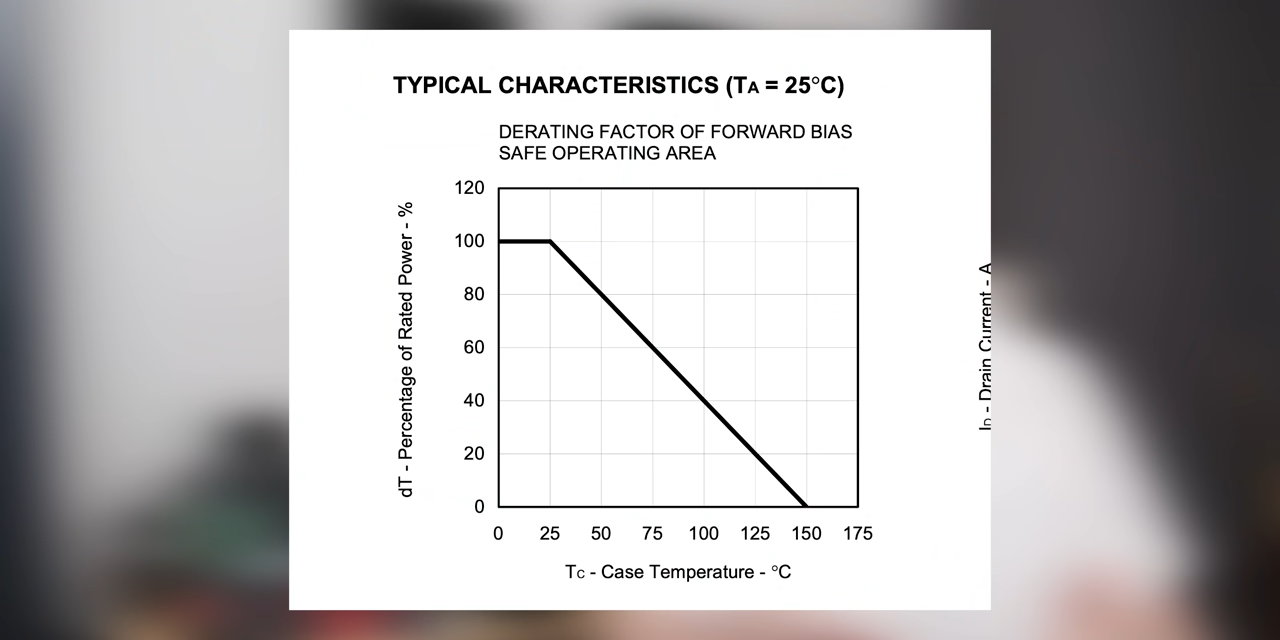 TYPICAL CHARACTERISTICS (TA = 25°C)
DERATING FACTOR OF FORWARD BIAS
SAFE OPERATING AREA
dT - Percentage of Rated Power - %
120
100
80
60
40
20
0
0 25 50 75 100 125 150 175
TC - Case Temperature - °C
ID - Drain Current - A